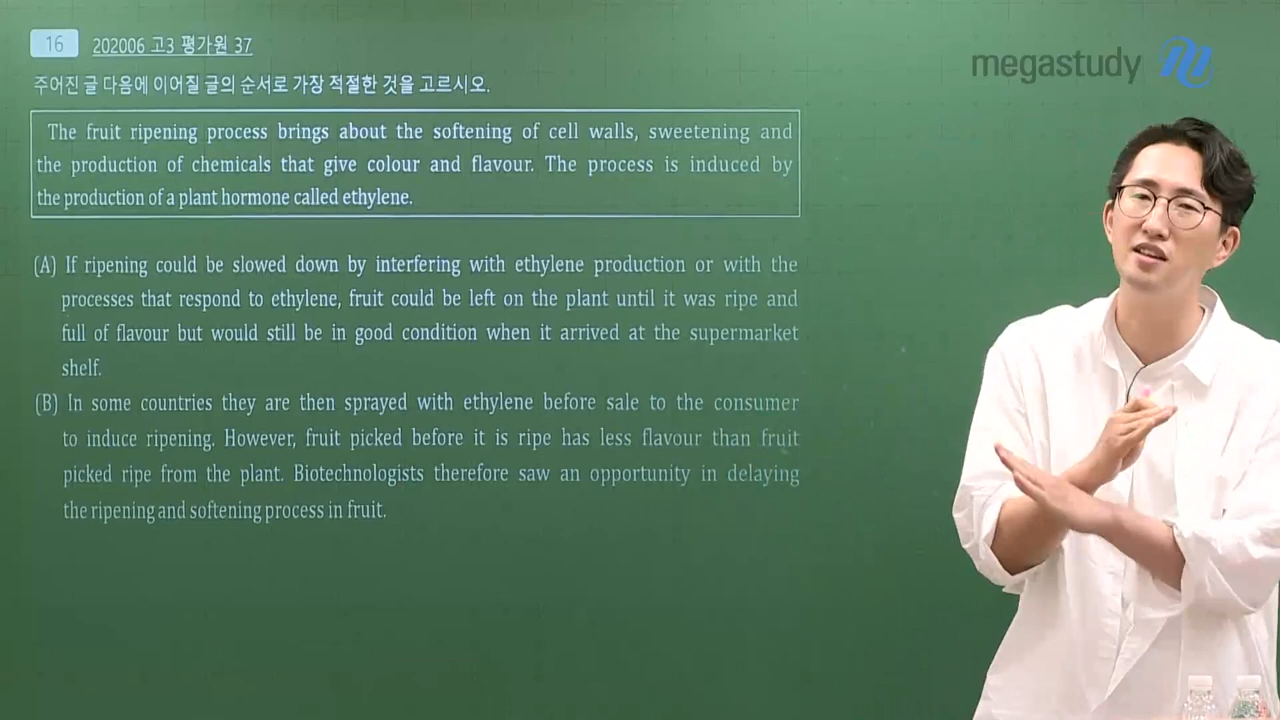 16 202006 고3 평가원 37
megastudy
주어진 글 다음에 이어질 글의 순서로 가장 적절한 것을 고르시오.
The fruit ripening process brings about the softening of cell walls, sweetening and
the production of chemicals that give colour and flavour. The process is induced by
the production of a plant hormone called ethylene.
(A) If ripening could be slowed down by interfering with ethylene production or with the
processes that respond to ethylene, fruit could be left on the plant until it was ripe and
full of flavour but would still be in good condition when it arrived at the supermarket
shelf.
(B) In some countries they are then sprayed with ethylene before sale to the consumer
to induce ripening. However, fruit picked before it is ripe has less flavour than fruit
picked ripe from the plant. Biotechnologists therefore saw an opportunity in delaying
the ripening and softening process in fruit.